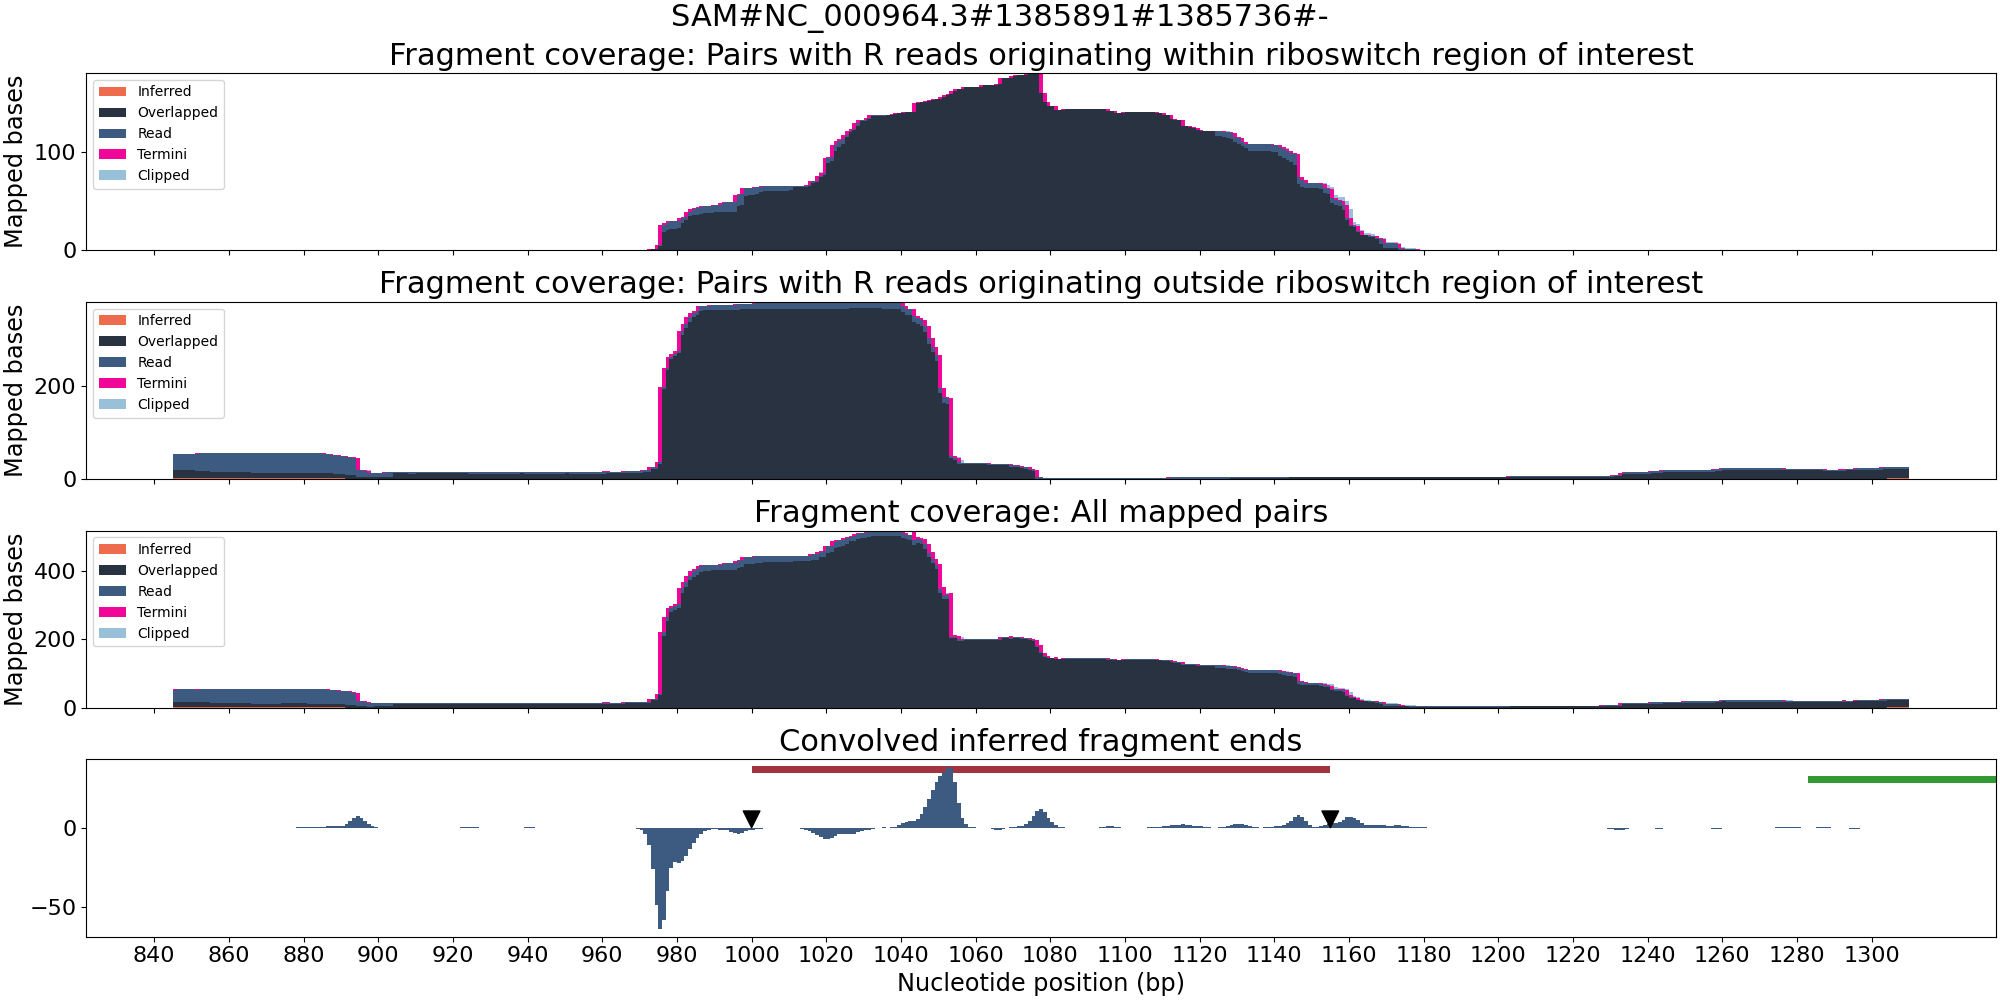 SAM#NC_000964.3#1385891#1385736#-
Fragment coverage: Pairs with R reads originating within riboswitch region of interest
Mapped bases
100
0
Inferred
Overlapped
Read
Termini
Clipped
Fragment coverage: Pairs with R reads originating outside riboswitch region of interest
Mapped bases
200
0
Inferred
Overlapped
Read
Termini
Clipped
Fragment coverage: All mapped pairs
Mapped bases
400
200
0
Inferred
Overlapped
Read
Termini
Clipped
Convolved inferred fragment ends
0
−50
840 860 880 900 920 940 960 980 1000 1020 1040 1060 1080 1100 1120 1140 1160 1180 1200 1220 1240 1260 1280 1300
Nucleotide position (bp)